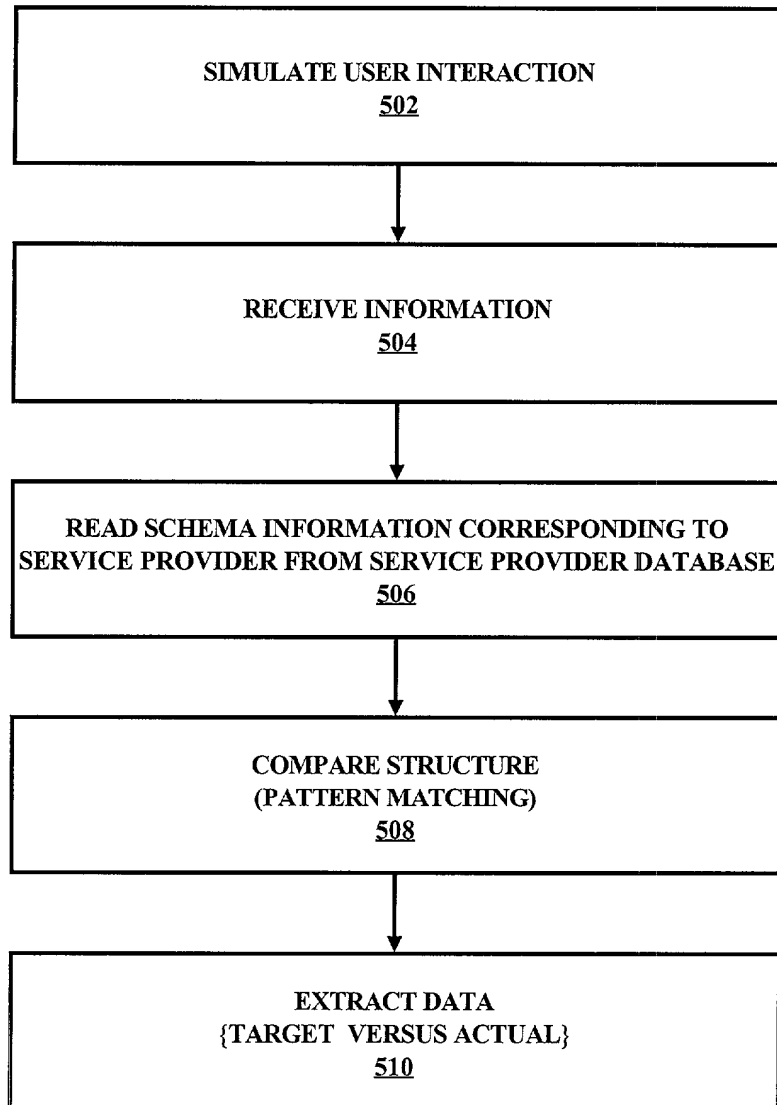 SIMULATE USER INTERACTION
502
RECEIVE INFORMATION
504
READ SCHEMA INFORMATION CORRESPONDING TO
SERVICE PROVIDER FROM SERVICE PROVIDER DATABASE
506
COMPARE STRUCTURE
(PATTERN MATCHING)
508
EXTRACT DATA
{TARGET VERSUS ACTUAL}
510